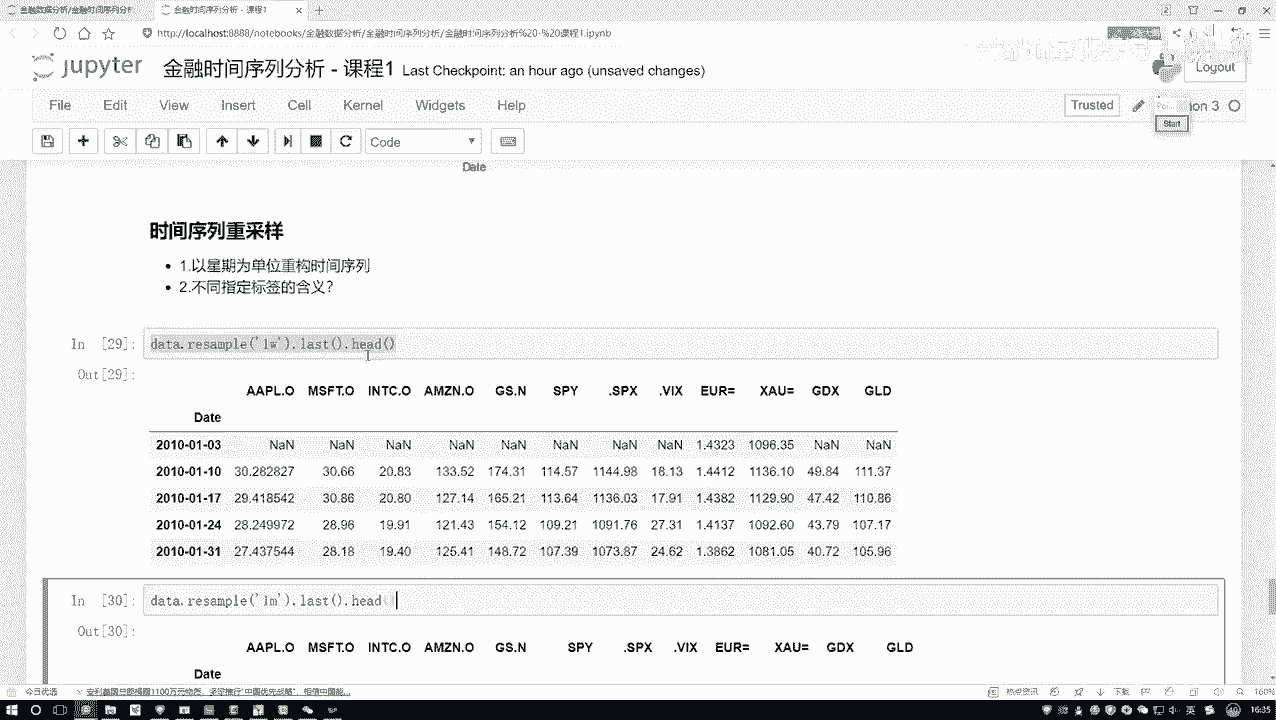 金融数据分析/金融时间序列分析
金融时间序列分析 - 课程1
http://localhost:8888/notebooks/金融数据分析/金融时间序列分析/金融时间序列分析%20-%20课程1.ipynb
jupyter 金融时间序列分析 - 课程1 Last Checkpoint: an hour ago (unsaved changes)
Logout
File Edit View Insert Cell Kernel Widgets Help
Trusted
on 3
Start
Code
Date
时间序列重采样
1.以星期为单位重构时间序列
2.不同指定标签的含义?
In [29]: data.resample('1w').last().head()
Out[29]:
AAPL.O MSFT.O INTC.O AMZN.O GS.N SPY .SPX .VIX EUR= XAU= GDX GLD
Date
2010-01-03 NaN NaN NaN NaN NaN NaN NaN NaN 1.4323 1096.35 NaN NaN
2010-01-10 30.282827 30.66 20.83 133.52 174.31 114.57 1144.98 18.13 1.4412 1136.10 49.84 111.37
2010-01-17 29.418542 30.86 20.80 127.14 165.21 113.64 1136.03 17.91 1.4382 1129.90 47.42 110.86
2010-01-24 28.249972 28.96 19.91 121.43 154.12 109.21 1091.76 27.31 1.4137 1092.60 43.79 107.17
2010-01-31 27.437544 28.18 19.40 125.41 148.72 107.39 1073.87 24.62 1.3862 1081.05 40.72 105.96
In [30]: data.resample('1m').last().head
Out[30]:
AAPL.O MSFT.O INTC.O AMZN.O GS.N SPY .SPX .VIX EUR= XAU= GDX GLD
Date
今日优选
热点资讯
下载
160%
16:35